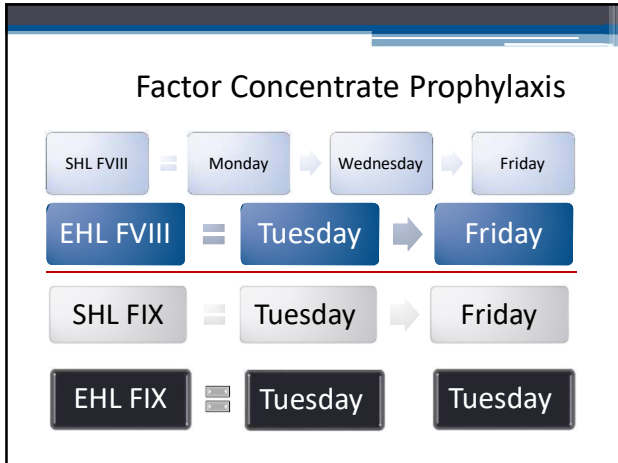 Factor Concentrate Prophylaxis
SHL FVIII = Monday Wednesday Friday
EHL FVIII = Tuesday Friday
SHL FIX = Tuesday Friday
EHL FIX = Tuesday Tuesday